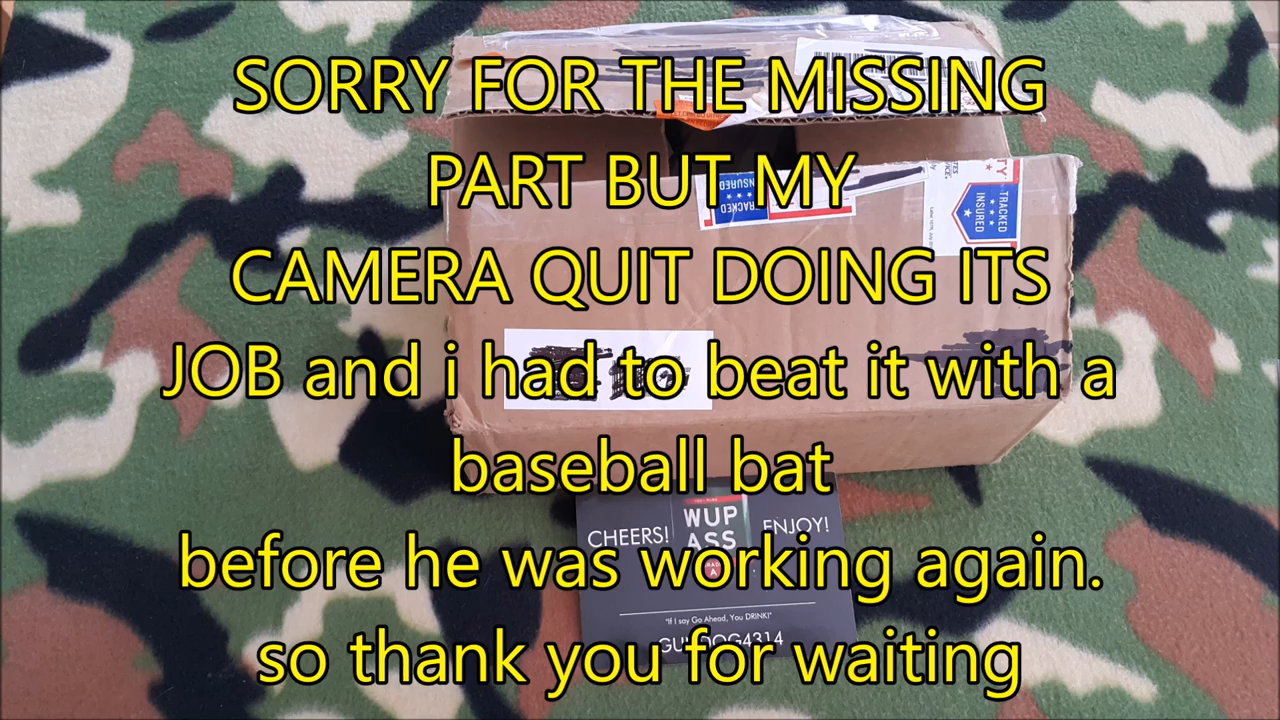 SORRY FOR THE MISSING
PART BUT MY
CAMERA QUIT DOING ITS
JOB and i had to beat it with a
baseball bat
before he was working again.
so thank you for waiting
TRACKED
INSURED
TRACKED
INSURED
CHEERS!
WUP
ASS
ENJOY!
"If I say Go Ahead, You DRINK!"